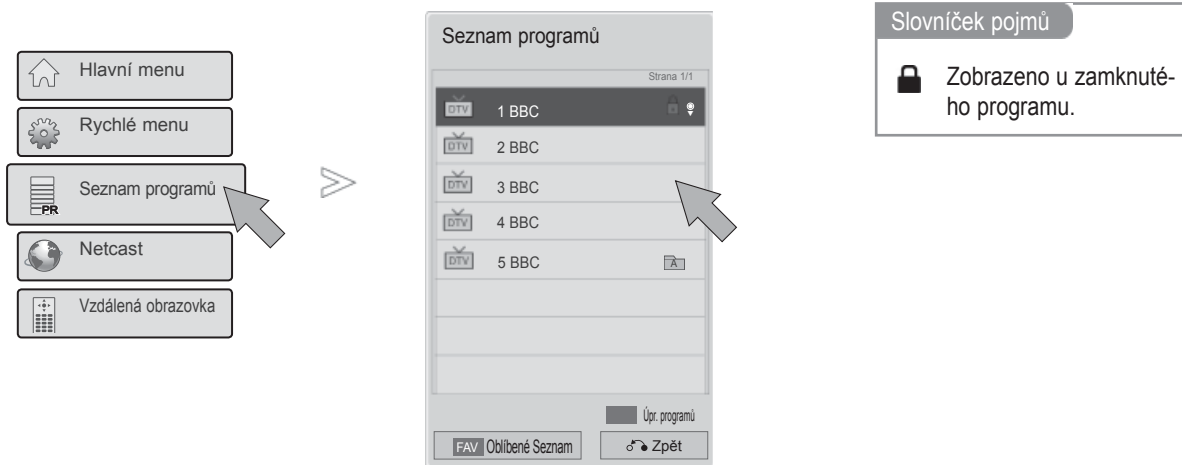 Hlavní menu
Rychlé menu
PR
Seznam programů
Netcast
Vzdálená obrazovka
Seznam programů
Strana 1/1
DTV 1 BBC
DTV 2 BBC
DTV 3 BBC
DTV 4 BBC
DTV 5 BBC A
Úpr. programů
FAV Oblíbené Seznam
Zpět
Slovníček pojmů
Zobrazeno u zamknuté-
ho programu.